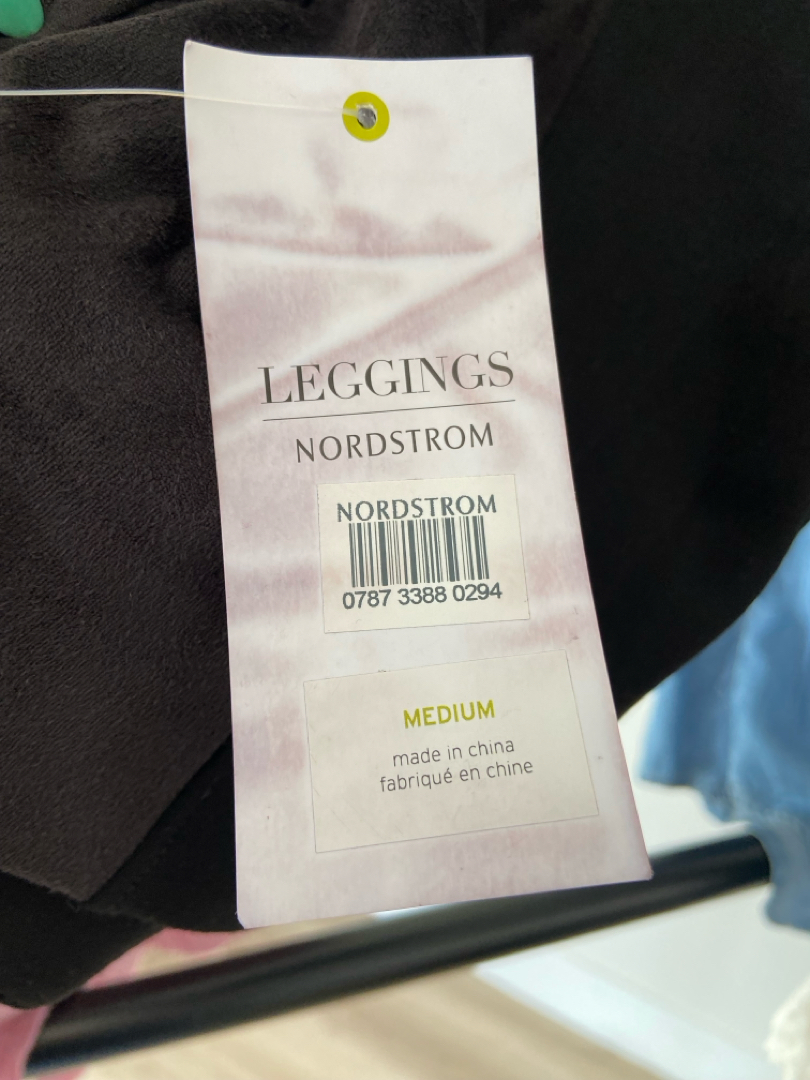 LEGGINGS
NORDSTROM
NORDSTROM
0787 3388 0294
MEDIUM
made in china
fabriqué en chine